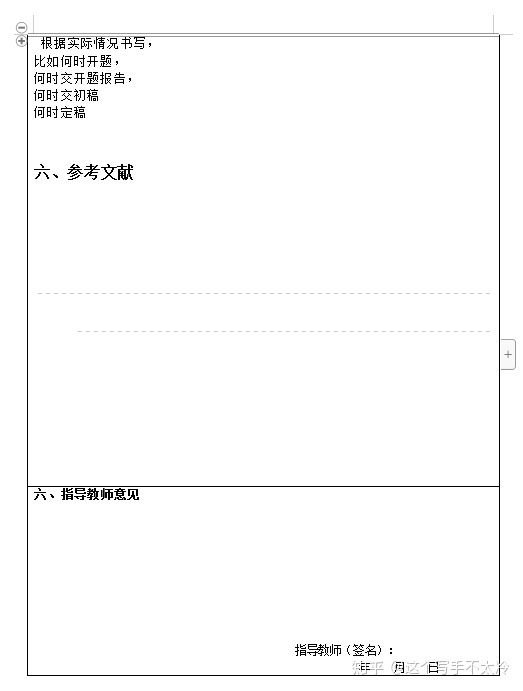 根据实际情况书写，
比如何时开题，
何时交开题报告，
何时交初稿
何时定稿
六、参考文献
六、指导教师意见
指导教师（签名）：
年 月 日
知乎 @这个写手不太冷